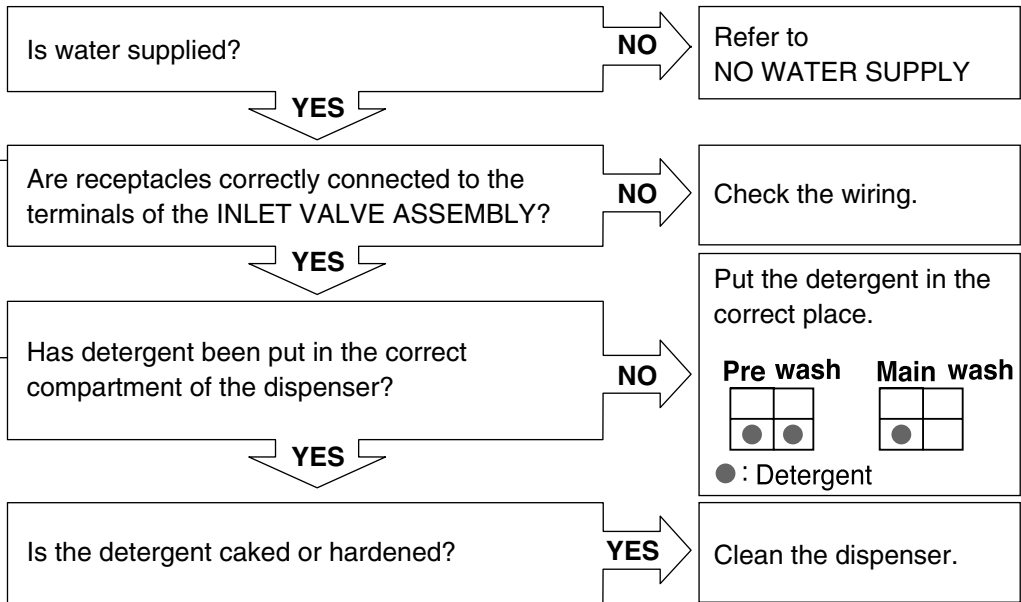 Is water supplied?
NO
Refer to
NO WATER SUPPLY
YES
Are receptacles correctly connected to the
terminals of the INLET VALVE ASSEMBLY?
NO
Check the wiring.
YES
Has detergent been put in the correct
compartment of the dispenser?
NO
Put the detergent in the
correct place.
Pre wash
Main wash
: Detergent
YES
Is the detergent caked or hardened?
YES
Clean the dispenser.